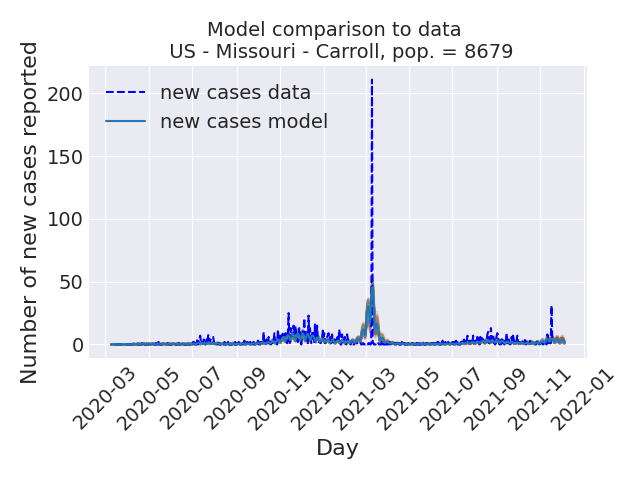 Model comparison to data
US - Missouri - Carroll, pop. = 8679
new cases data
new cases model
Number of new cases reported
200
150
100
50
0
2020-03
2020-05
2020-07
2020-09
2020-11
2021-01
2021-03
2021-05
2021-07
2021-09
2021-11
2022-01
Day